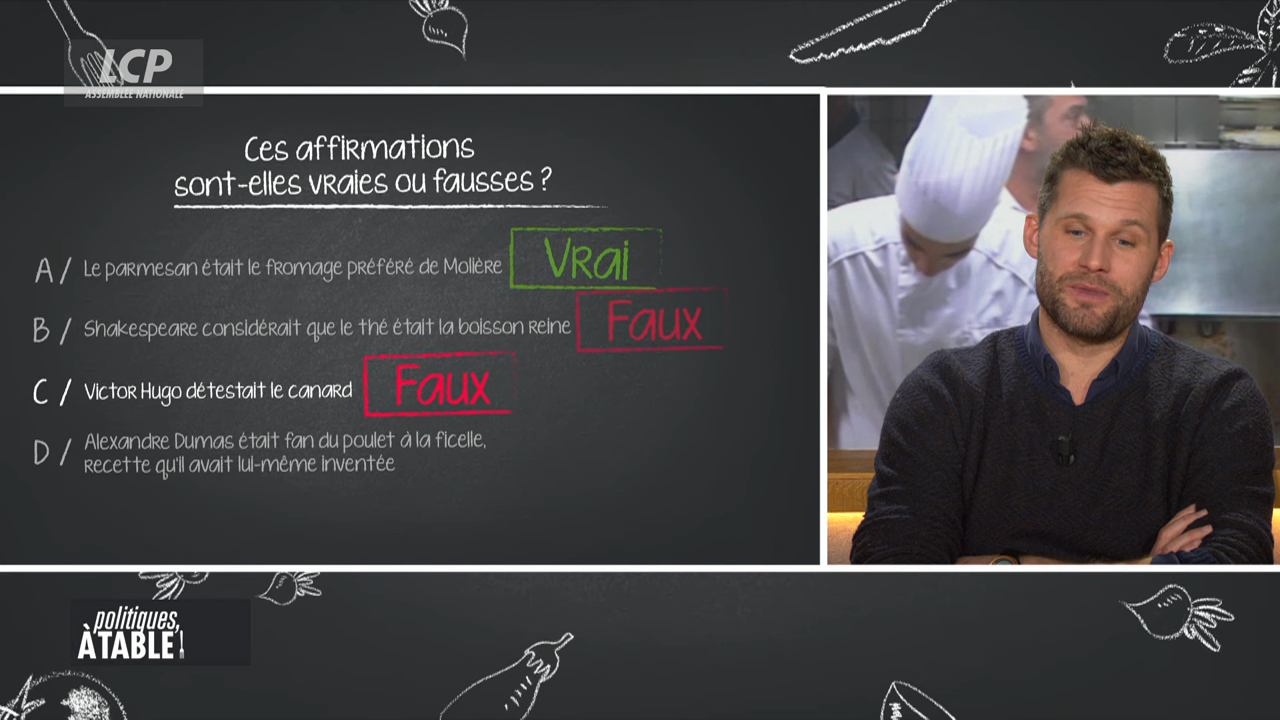 LCP
ASSEMBLÉE NATIONALE
Ces affirmations
sont-elles vraies ou fausses ?
A / Le parmesan était le fromage préféré de Molière Vrai
B / Shakespeare considérait que le thé était la boisson reine Faux
C / Victor Hugo détestait le canard Faux
D / Alexandre Dumas était fan du poulet à la ficelle,
recette qu'il avait lui-même inventée
politiques,
À TABLE !